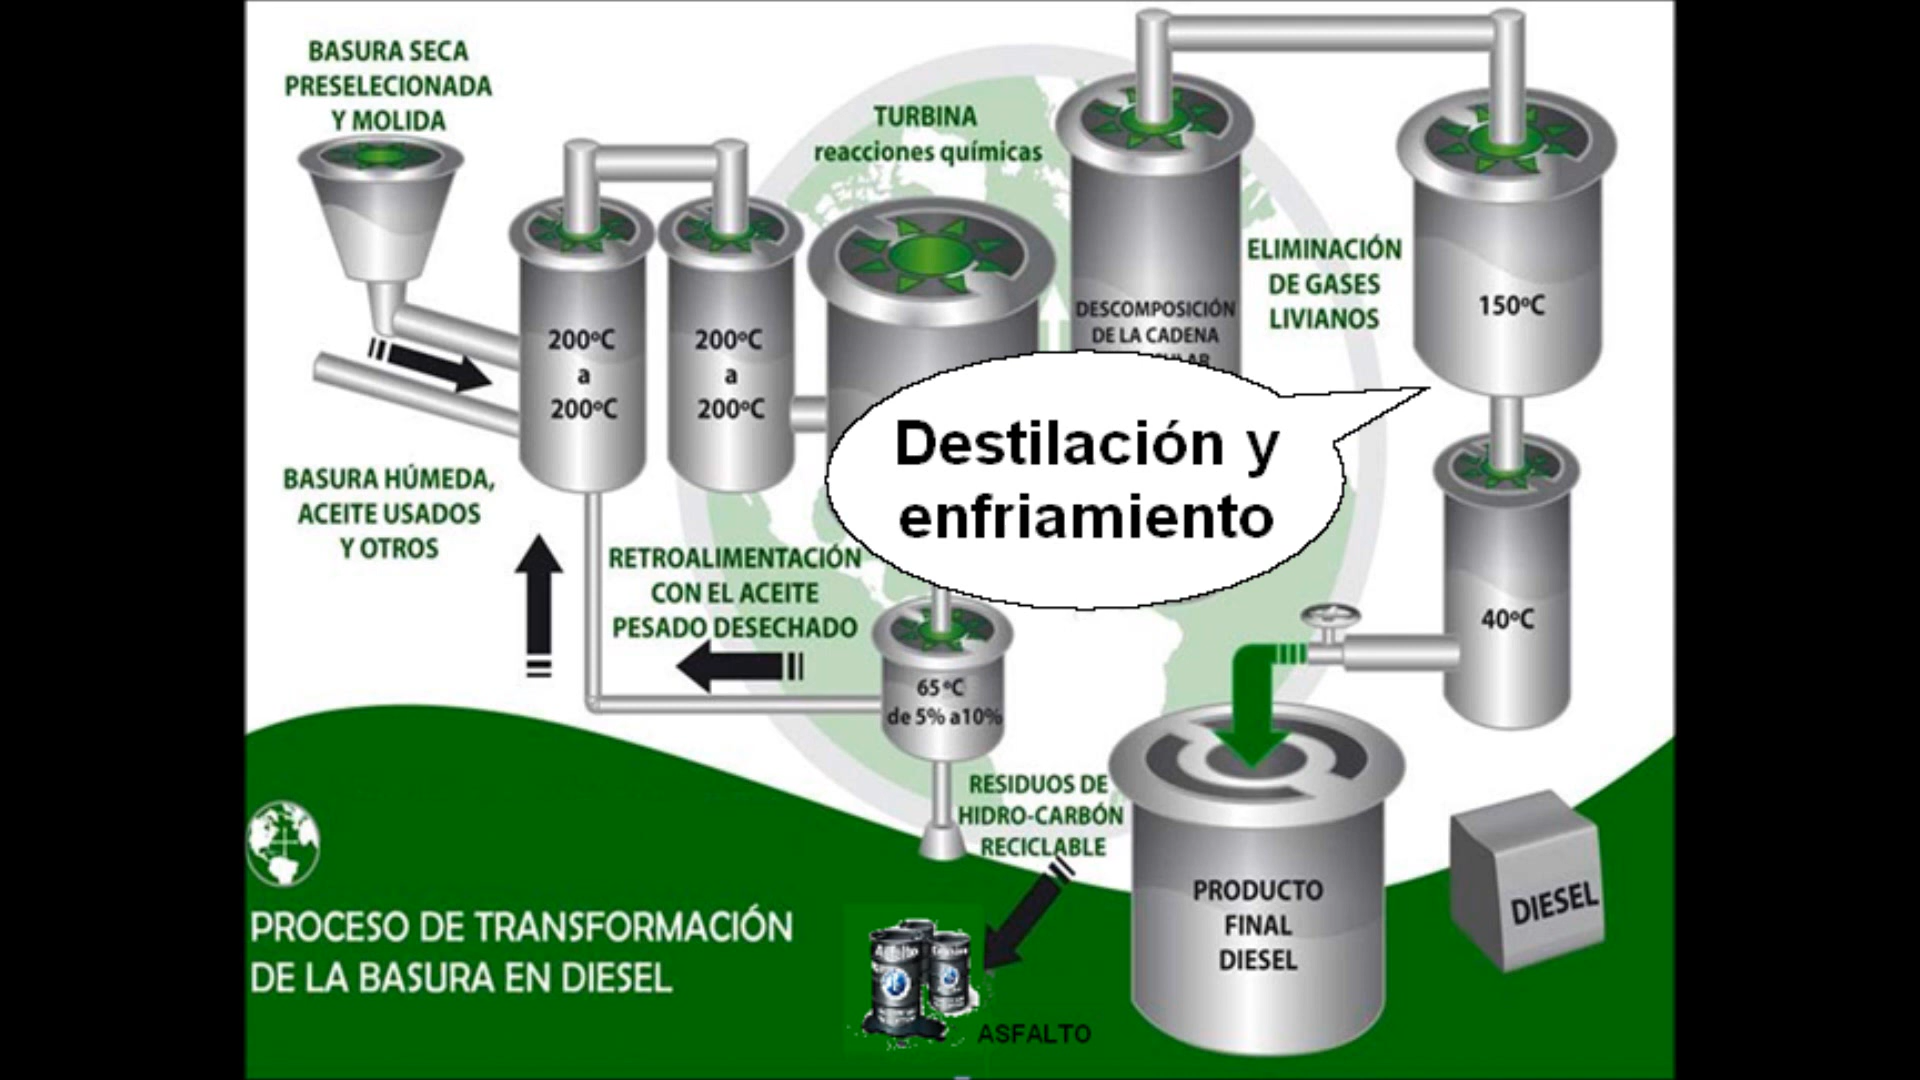 BASURA SECA
PRESELECIONADA
Y MOLIDA
TURBINA
reacciones químicas
200ºC
a
200ºC
200ºC
a
200ºC
DESCOMPOSICIÓN
DE LA CADENA
ELIMINACIÓN
DE GASES
LIVIANOS
150ºC
Destilación y
enfriamiento
BASURA HÚMEDA,
ACEITE USADOS
Y OTROS
RETROALIMENTACIÓN
CON EL ACEITE
PESADO DESECHADO
65ºC
de 5% a10%
40ºC
RESIDUOS DE
HIDRO-CARBÓN
RECICLABLE
PRODUCTO
FINAL
DIESEL
DIESEL
PROCESO DE TRANSFORMACIÓN
DE LA BASURA EN DIESEL
Asfalto
ASFALTO